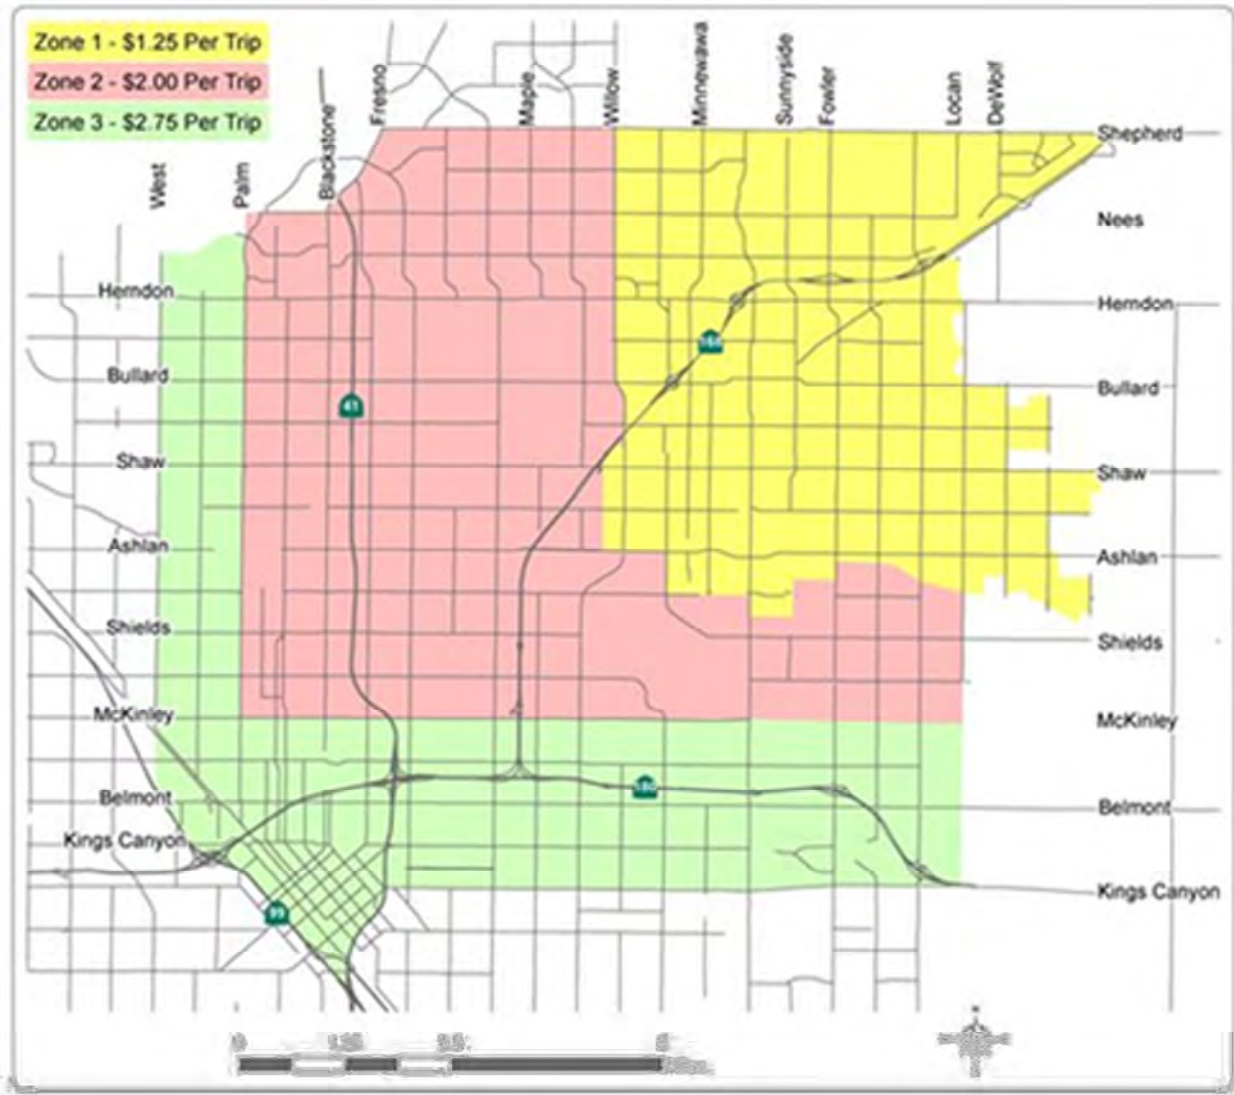 Zone 1 - $1.25 Per Trip
Zone 2 - $2.00 Per Trip
Zone 3 - $2.75 Per Trip
West
Palm
Blackstone
Fresno
Maple
Willow
Minnewawa
Sunnyside
Fowler
Locan
DeWolf
Shepherd
Nees
Herndon
Herndon
168
Bullard
Bullard
41
Shaw
Shaw
Ashlan
Ashlan
Shields
Shields
McKinley
McKinley
180
Belmont
Belmont
Kings Canyon
Kings Canyon
99
0